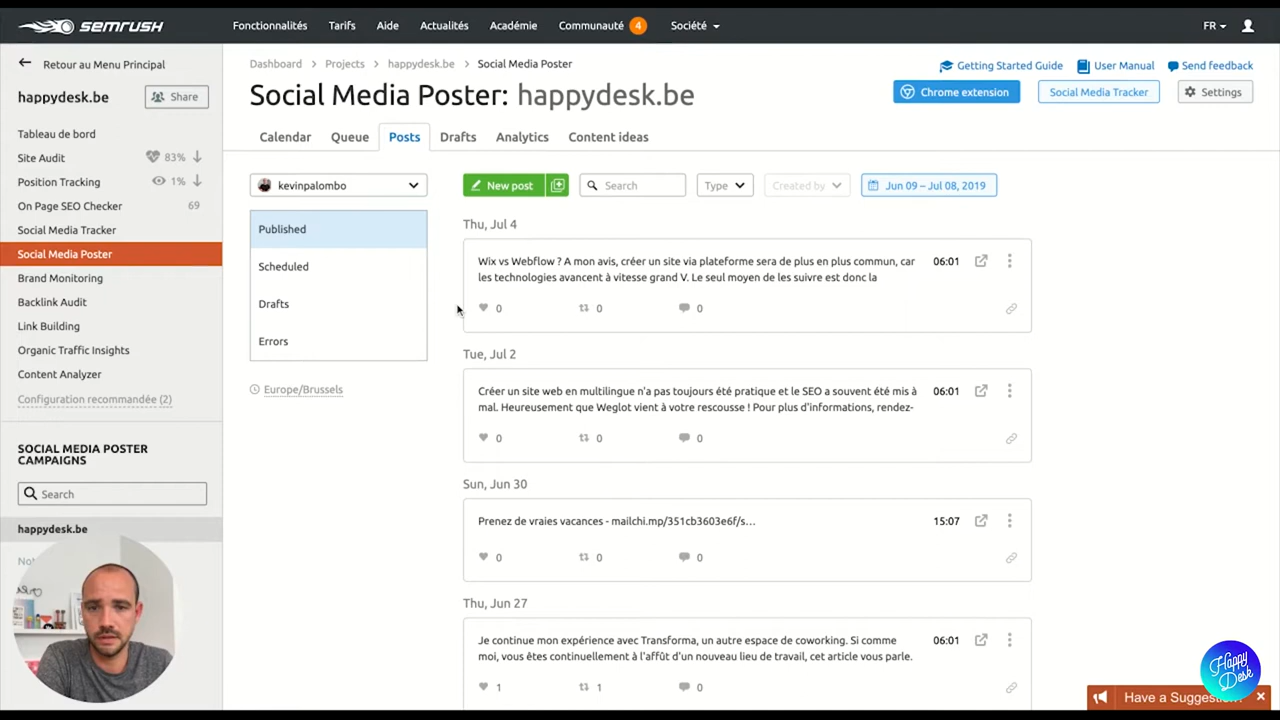 SEMRUSH
Fonctionnalités
Tarifs
Aide
Actualités
Académie
Communauté 4
Société
FR
Retour au Menu Principal
happydesk.be
Share
Tableau de bord
Site Audit
83%
Position Tracking
1%
On Page SEO Checker
69
Social Media Tracker
Social Media Poster
Brand Monitoring
Backlink Audit
Link Building
Organic Traffic Insights
Content Analyzer
Configuration recommandée (2)
SOCIAL MEDIA POSTER
CAMPAIGNS
Search
happydesk.be
Dashboard > Projects > happydesk.be > Social Media Poster
Getting Started Guide
User Manual
Send feedback
Social Media Poster: happydesk.be
Chrome extension
Social Media Tracker
Settings
Calendar
Queue
Posts
Drafts
Analytics
Content ideas
kevinpalombo
New post
Search
Type
Created by
Jun 09 – Jul 08, 2019
Published
Scheduled
Drafts
Errors
Europe/Brussels
Thu, Jul 4
Wix vs Webflow ? A mon avis, créer un site via plateforme sera de plus en plus commun, car
06:01
les technologies avancent à vitesse grand V. Le seul moyen de les suivre est donc la
0
0
0
Tue, Jul 2
Créer un site web en multilingue n'a pas toujours été pratique et le SEO a souvent été mis à
06:01
mal. Heureusement que Weglot vient à votre rescousse ! Pour plus d'informations, rendez-
0
0
0
Sun, Jun 30
Prenez de vraies vacances - mailchi.mp/351cb3603e6f/s...
15:07
0
0
0
Thu, Jun 27
Je continue mon expérience avec Transforma, un autre espace de coworking. Si comme
06:01
moi, vous êtes continuellement à l'affût d'un nouveau lieu de travail, cet article vous parle.
1
1
0
Happy
Desk
Have a Suggestion?